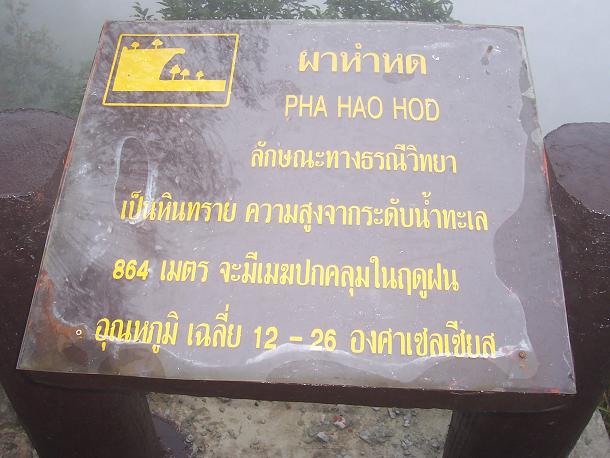 ผาหำหด
PHA HAO HOD
ลักษณะทางธรณีวิทยา
เป็นหินทราย ความสูงจากระดับน้ำทะเล
864 เมตร จะมีเมฆปกคลุมในฤดูฝน
อุณหภูมิ เฉลี่ย 12 - 26 องศาเซลเซียส